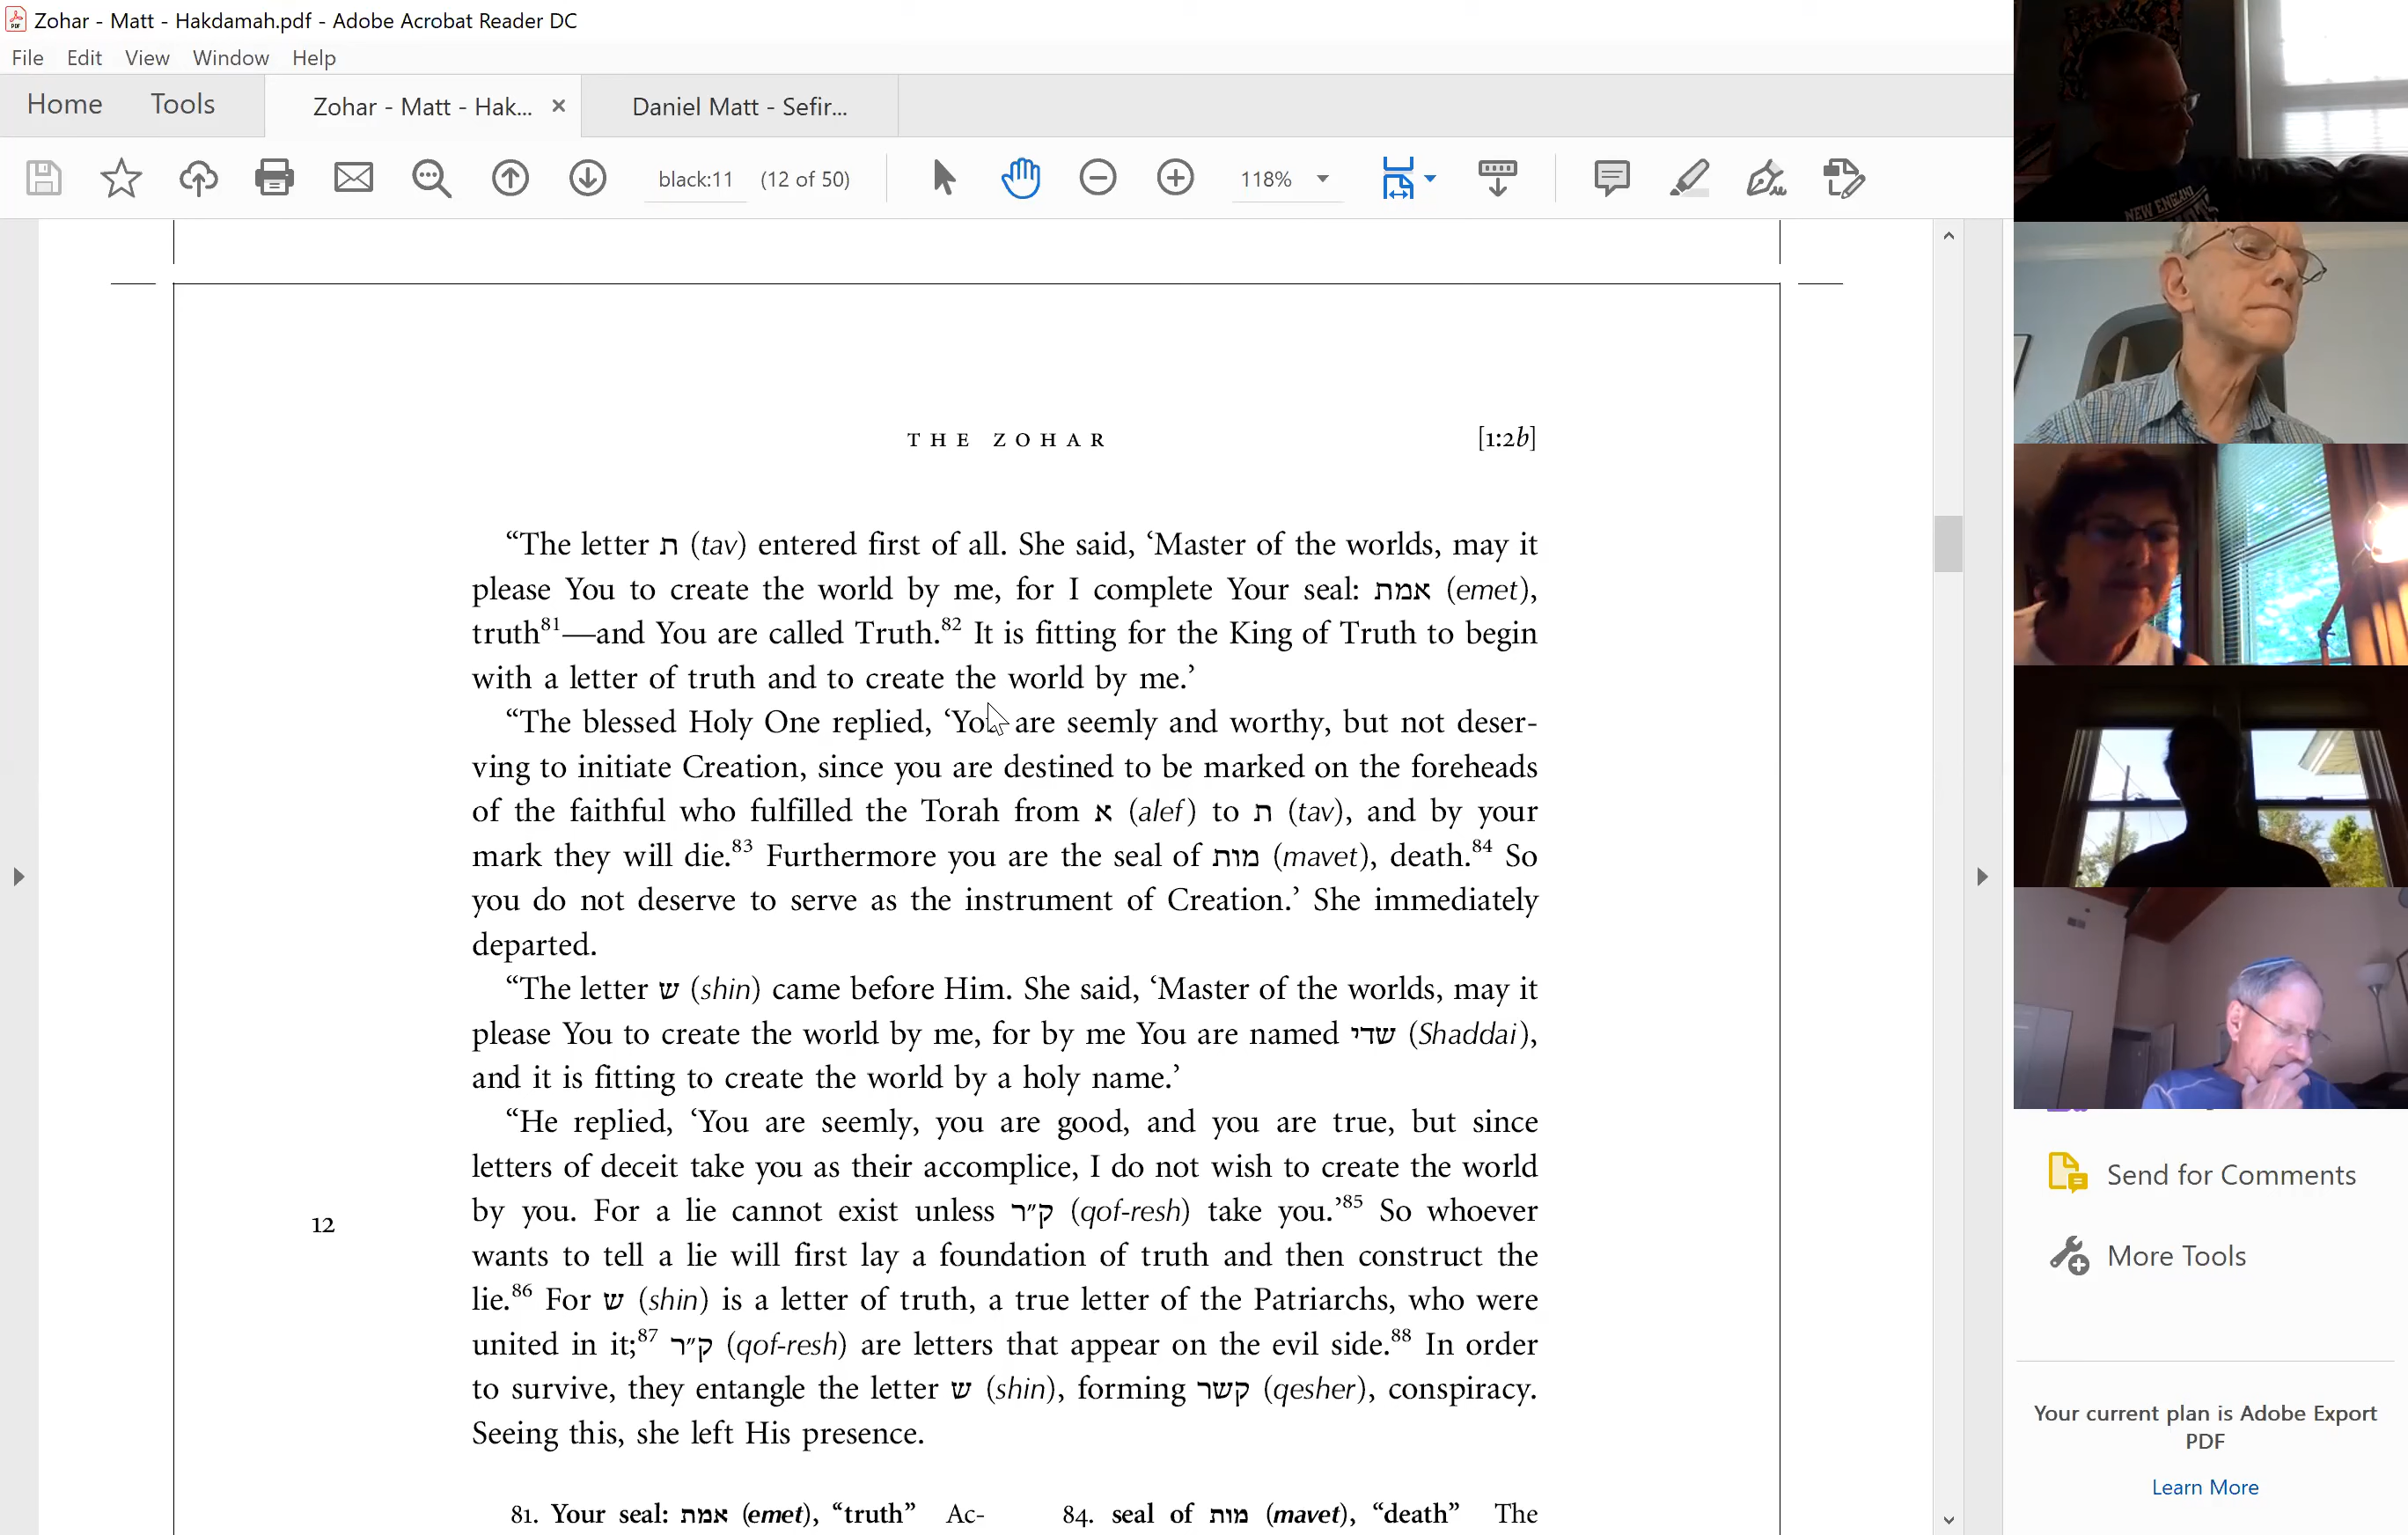 Zohar - Matt - Hakdamah.pdf - Adobe Acrobat Reader DC
File Edit View Window Help
Home Tools Zohar - Matt - Hak... × Daniel Matt - Sefir...
black:11 (12 of 50) 118%
THE ZOHAR [1:2b]
“The letter ת (tav) entered first of all. She said, ‘Master of the worlds, may it
please You to create the world by me, for I complete Your seal: אמת (emet),
truth81—and You are called Truth.82 It is fitting for the King of Truth to begin
with a letter of truth and to create the world by me.’
“The blessed Holy One replied, ‘You are seemly and worthy, but not deser-
ving to initiate Creation, since you are destined to be marked on the foreheads
of the faithful who fulfilled the Torah from א (alef) to ת (tav), and by your
mark they will die.83 Furthermore you are the seal of מות (mavet), death.84 So
you do not deserve to serve as the instrument of Creation.’ She immediately
departed.
“The letter ש (shin) came before Him. She said, ‘Master of the worlds, may it
please You to create the world by me, for by me You are named שדי (Shaddai),
and it is fitting to create the world by a holy name.’
“He replied, ‘You are seemly, you are good, and you are true, but since
letters of deceit take you as their accomplice, I do not wish to create the world
by you. For a lie cannot exist unless ק״ר (qof-resh) take you.’85 So whoever
wants to tell a lie will first lay a foundation of truth and then construct the
lie.86 For ש (shin) is a letter of truth, a true letter of the Patriarchs, who were
united in it;87 ק״ר (qof-resh) are letters that appear on the evil side.88 In order
to survive, they entangle the letter ש (shin), forming קשר (qesher), conspiracy.
Seeing this, she left His presence.
12
81. Your seal: אמת (emet), “truth” Ac-
84. seal of מות (mavet), “death” The
NEW ENGLAND
Send for Comments
More Tools
Your current plan is Adobe Export
PDF
Learn More